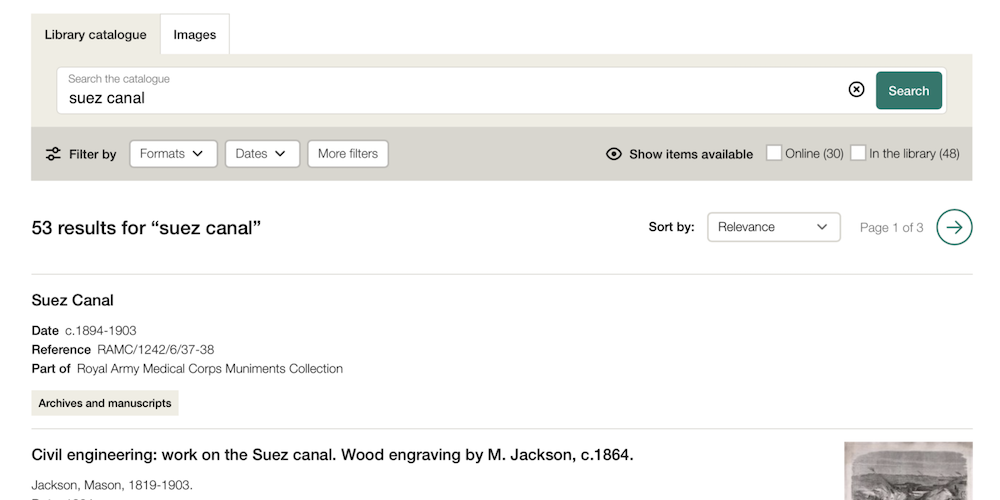 Library catalogue
Images
Search the catalogue
suez canal
Search
Filter by
Formats
Dates
More filters
Show items available
Online (30)
In the library (48)
53 results for “suez canal”
Sort by:
Relevance
Page 1 of 3
Suez Canal
Date c.1894-1903
Reference RAMC/1242/6/37-38
Part of Royal Army Medical Corps Muniments Collection
Archives and manuscripts
Civil engineering: work on the Suez canal. Wood engraving by M. Jackson, c.1864.
Jackson, Mason, 1819-1903.